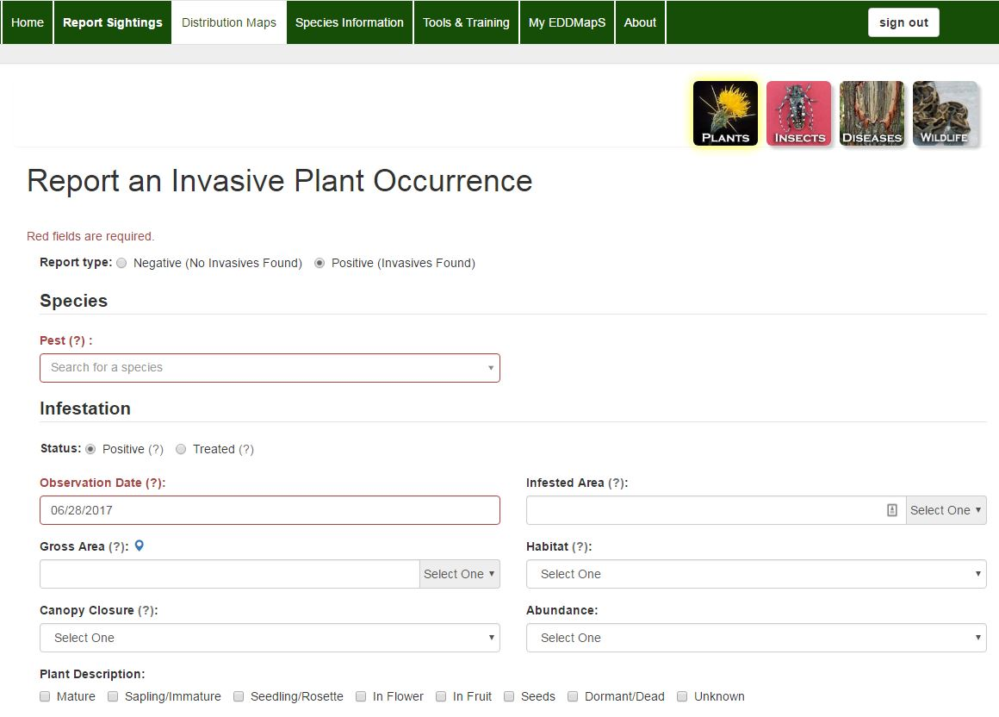 Home Report Sightings Distribution Maps Species Information Tools & Training My EDDMapS About sign out
PLANTS INSECTS DISEASES WILDLIFE
Report an Invasive Plant Occurrence
Red fields are required.
Report type: Negative (No Invasives Found) Positive (Invasives Found)
Species
Pest (?) :
Search for a species
Infestation
Status: Positive (?) Treated (?)
Observation Date (?): Infested Area (?):
06/28/2017 Select One
Gross Area (?): Habitat (?):
Select One Select One
Canopy Closure (?): Abundance:
Select One Select One
Plant Description:
Mature Sapling/Immature Seedling/Rosette In Flower In Fruit Seeds Dormant/Dead Unknown